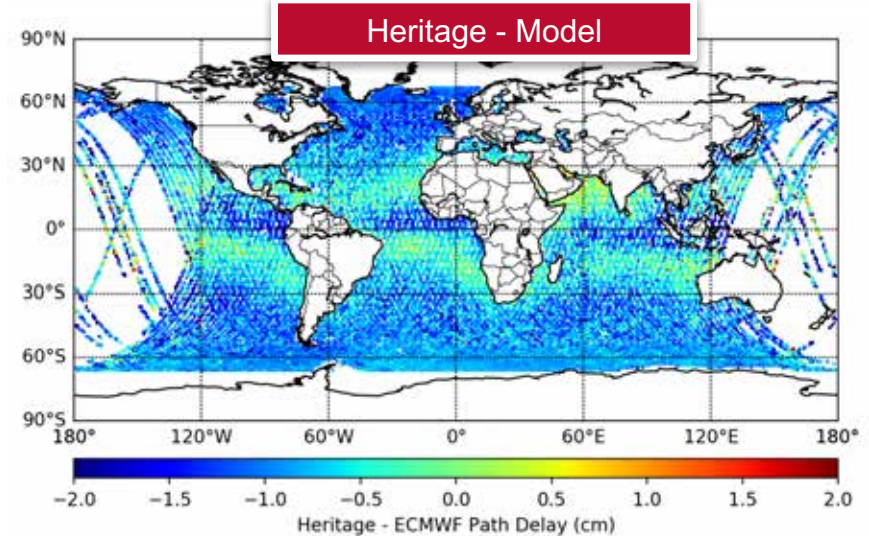 Heritage - Model
90°N
60°N
30°N
0°
30°S
60°S
90°S
180° 120°W 60°W 0° 60°E 120°E 180°
−2.0 −1.5 −1.0 −0.5 0.0 0.5 1.0 1.5 2.0
Heritage - ECMWF Path Delay (cm)